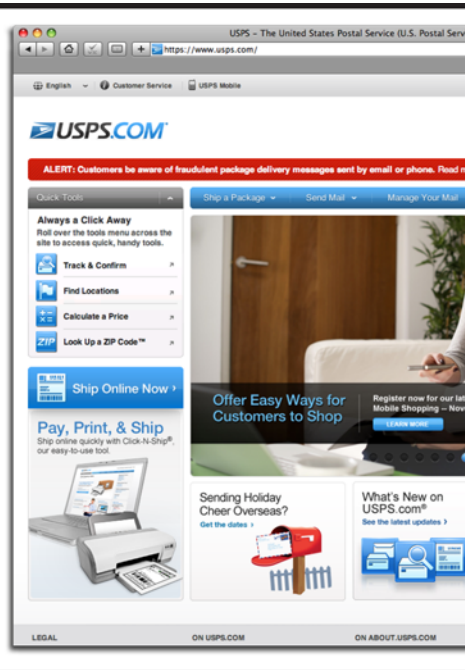 USPS – The United States Postal Service (U.S. Postal Serv
https://www.usps.com/
English
Customer Service
USPS Mobile
USPS.COM
ALERT: Customers be aware of fraudulent package delivery messages sent by email or phone. Read
Quick Tools
Ship a Package
Send Mail
Manage Your Mail
Always a Click Away
Roll over the tools menu across the
site to access quick, handy tools.
Track & Confirm
Find Locations
Calculate a Price
ZIP Look Up a ZIP Code™
Ship Online Now ›
Pay, Print, & Ship
Ship online quickly with Click-N-Ship®,
our easy-to-use tool.
Offer Easy Ways for
Customers to Shop
Register now for our lat
Mobile Shopping – Nov
LEARN MORE
Sending Holiday
Cheer Overseas?
Get the dates ›
What's New on
USPS.com®
See the latest updates ›
LEGAL
ON USPS.COM
ON ABOUT.USPS.COM